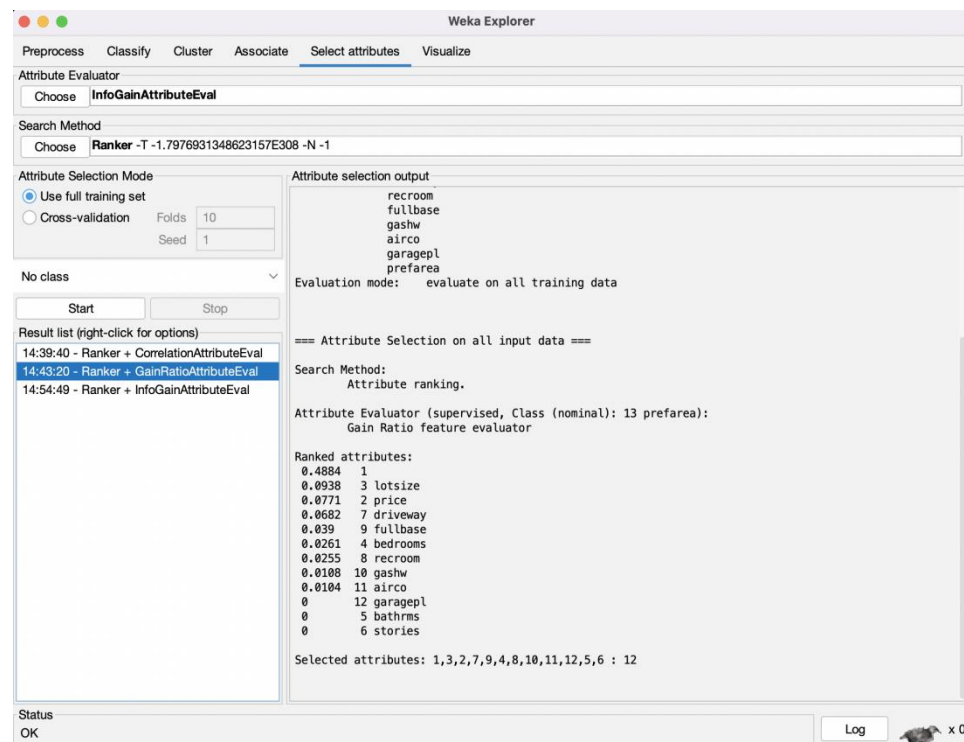 Weka Explorer
Preprocess Classify Cluster Associate Select attributes Visualize
Attribute Evaluator
Choose InfoGainAttributeEval
Search Method
Choose Ranker -T -1.7976931348623157E308 -N -1
Attribute Selection Mode
Use full training set
Cross-validation Folds 10
Seed 1
No class
Start Stop
Result list (right-click for options)
14:39:40 - Ranker + CorrelationAttributeEval
14:43:20 - Ranker + GainRatioAttributeEval
14:54:49 - Ranker + InfoGainAttributeEval
Attribute selection output
recroom
fullbase
gashw
airco
garagepl
prefarea
Evaluation mode: evaluate on all training data
=== Attribute Selection on all input data ===
Search Method:
Attribute ranking.
Attribute Evaluator (supervised, Class (nominal): 13 prefarea):
Gain Ratio feature evaluator
Ranked attributes:
0.4884 1
0.0938 3 lotsize
0.0771 2 price
0.0682 7 driveway
0.039 9 fullbase
0.0261 4 bedrooms
0.0255 8 recroom
0.0108 10 gashw
0.0104 11 airco
0 12 garagepl
0 5 bathrms
0 6 stories
Selected attributes: 1,3,2,7,9,4,8,10,11,12,5,6 : 12
Status
OK
Log x 0